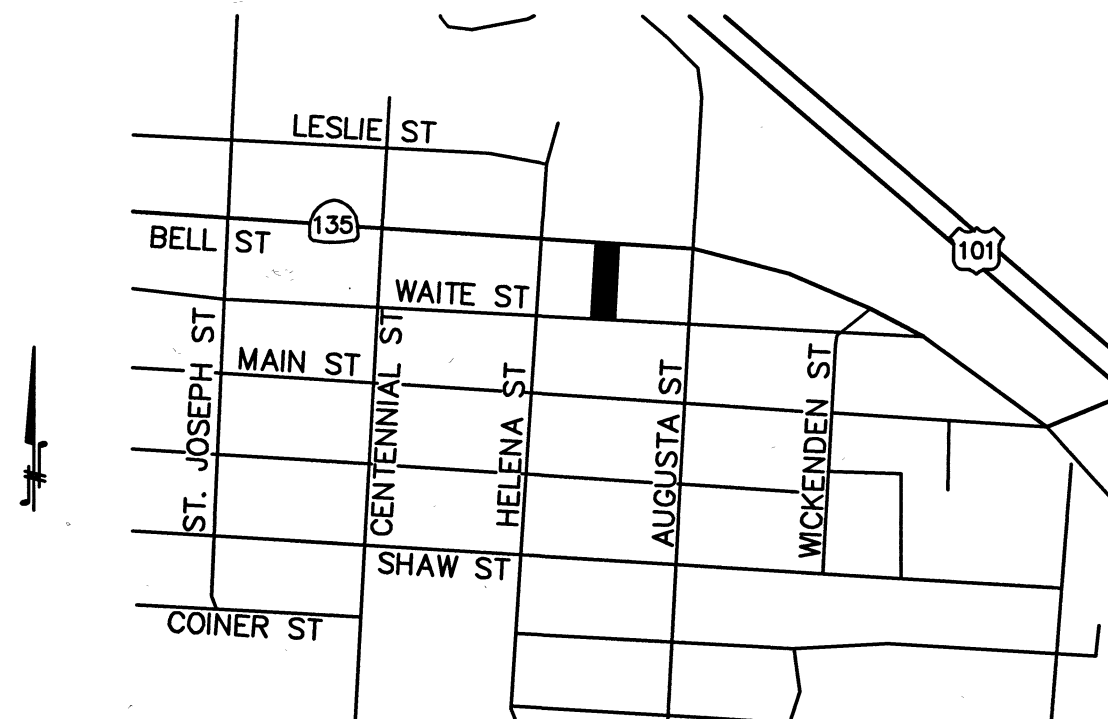 LESLIE ST
135
BELL ST
101
WAITE ST
MAIN ST
ST. JOSEPH ST
CENTENNIAL ST
HELENA ST
AUGUSTA ST
WICKENDEN ST
SHAW ST
COINER ST